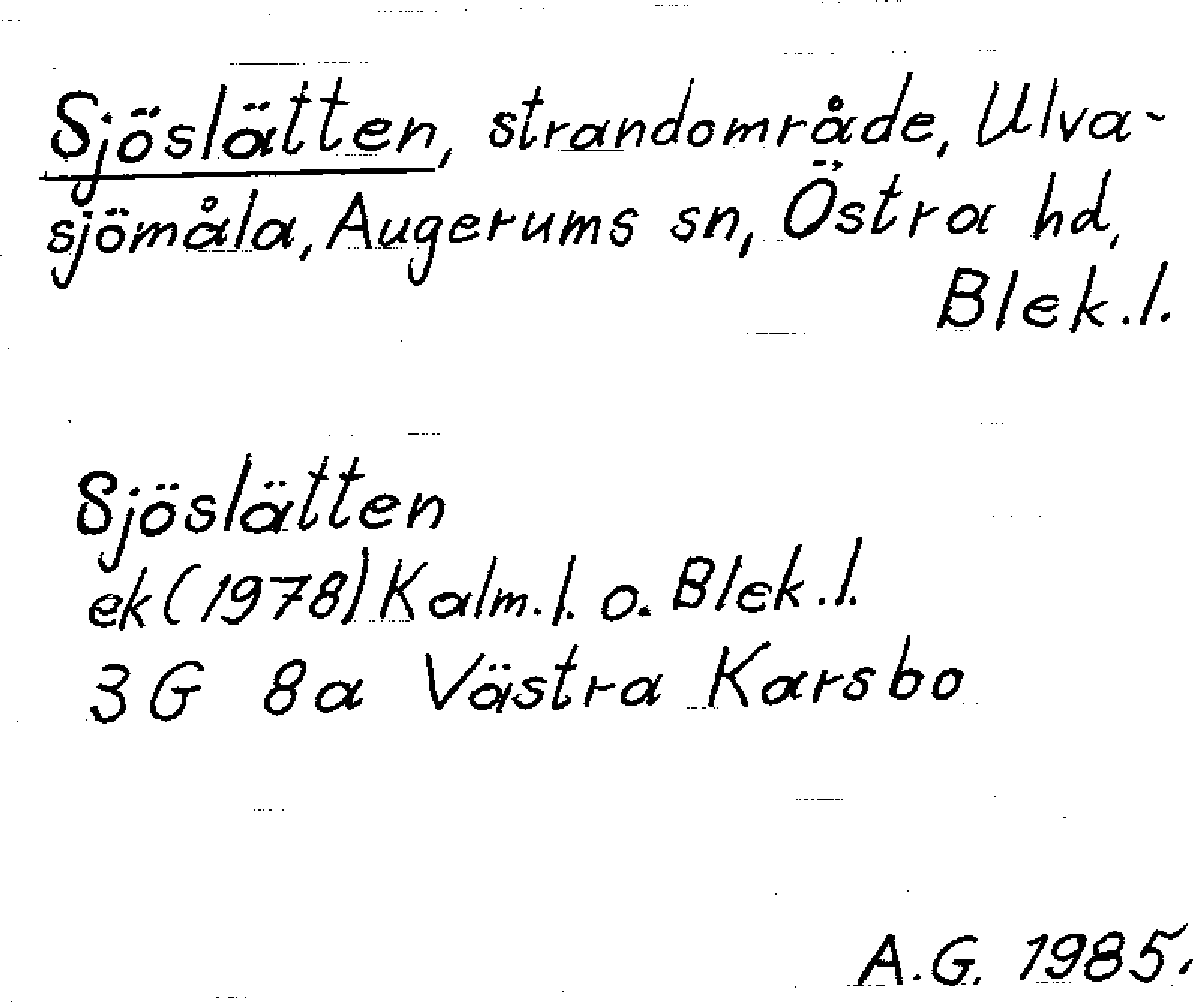 Sjöslätten, strandområde, Ulva-
sjömåla, Augerums sn, Östra hd,
Blek.l.
Sjöslätten
ek (1978) Kalm.l. o. Blek.l.
3G 8a Västra Karsbo
A.G. 1985.